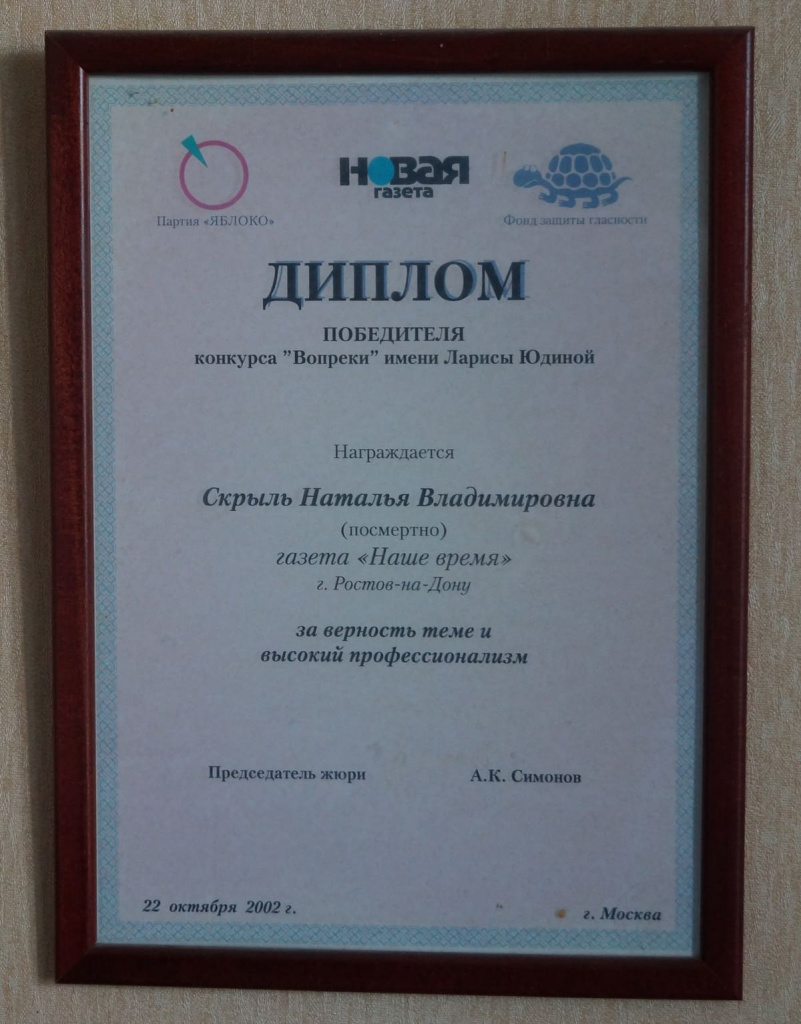 Партия «ЯБЛОКО»
новая
газета
Фонд защиты гласности
ДИПЛОМ
ПОБЕДИТЕЛЯ
конкурса "Вопреки" имени Ларисы Юдиной
Награждается
Скрыль Наталья Владимировна
(посмертно)
газета «Наше время»
г. Ростов-на-Дону
за верность теме и
высокий профессионализм
Председатель жюри А.К. Симонов
22 октября 2002 г. г. Москва